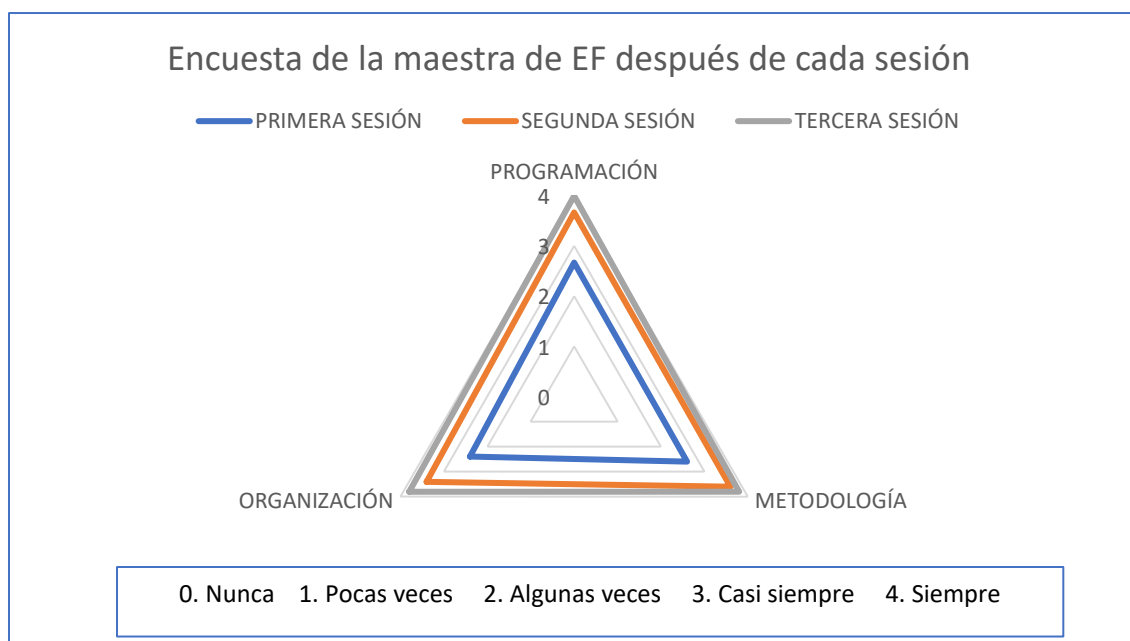 Encuesta de la maestra de EF después de cada sesión
PRIMERA SESIÓN SEGUNDA SESIÓN TERCERA SESIÓN
PROGRAMACIÓN
4
3
2
1
0
ORGANIZACIÓN METODOLOGÍA
0. Nunca 1. Pocas veces 2. Algunas veces 3. Casi siempre 4. Siempre